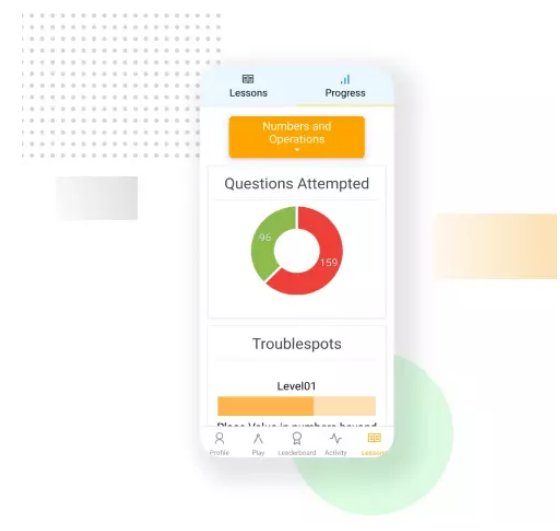 Lessons
Progress
Numbers and
Operations
Questions Attempted
96
159
Troublespots
Level01
Place Value in numbers beyond
Profile
Play
Leaderboard
Activity
Lessons